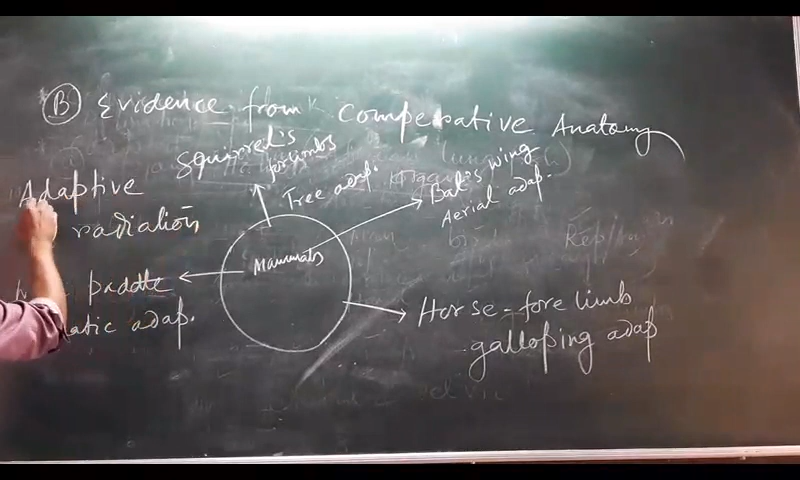 B Evidence from Comperative Anatomy
Squirrel's
forlimbs
Tree adap.
Bat's wing
Aerial adap.
Adaptive
radiation
Mammals
paddle
atic adap.
Horse - fore limb
galloping adap